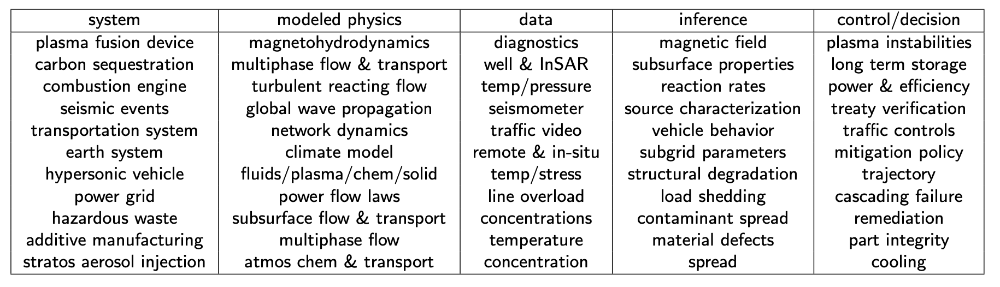 system modeled physics data inference control/decision
plasma fusion device magnetohydrodynamics diagnostics magnetic field plasma instabilities
carbon sequestration multiphase flow & transport well & InSAR subsurface properties long term storage
combustion engine turbulent reacting flow temp/pressure reaction rates power & efficiency
seismic events global wave propagation seismometer source characterization treaty verification
transportation system network dynamics traffic video vehicle behavior traffic controls
earth system climate model remote & in-situ subgrid parameters mitigation policy
hypersonic vehicle fluids/plasma/chem/solid temp/stress structural degradation trajectory
power grid power flow laws line overload load shedding cascading failure
hazardous waste subsurface flow & transport concentrations contaminant spread remediation
additive manufacturing multiphase flow temperature material defects part integrity
stratos aerosol injection atmos chem & transport concentration spread cooling